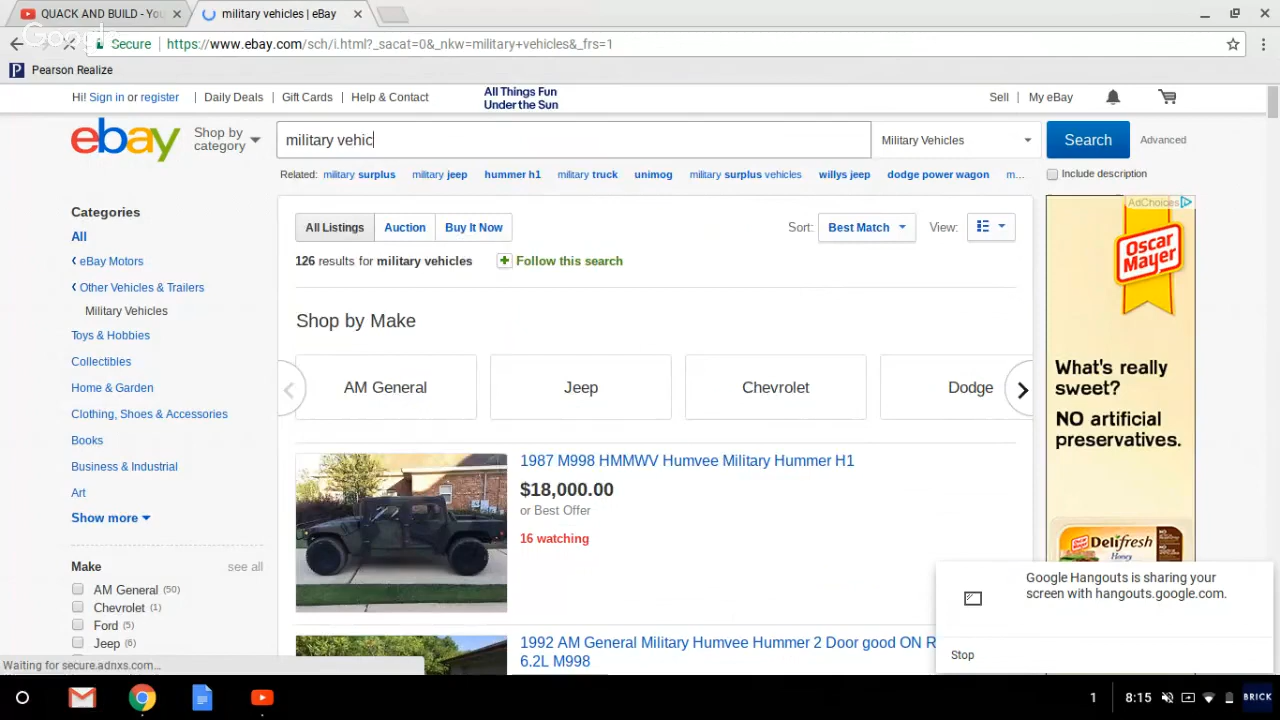 QUACK AND BUILD - You
military vehicles | eBay
Google
Secure
https://www.ebay.com/sch/i.html?_sacat=0&_nkw=military+vehicles&_frs=1
Pearson Realize
Hi! Sign in or register
Daily Deals
Gift Cards
Help & Contact
All Things Fun
Under the Sun
Sell
My eBay
ebay
Shop by
category
military vehic
Military Vehicles
Search
Advanced
Related: military surplus military jeep hummer h1 military truck unimog military surplus vehicles willys jeep dodge power wagon m...
Include description
Categories
All
eBay Motors
Other Vehicles & Trailers
Military Vehicles
Toys & Hobbies
Collectibles
Home & Garden
Clothing, Shoes & Accessories
Books
Business & Industrial
Art
Show more
Make
see all
AM General (50)
Chevrolet (1)
Ford (5)
Jeep (6)
All Listings
Auction
Buy It Now
Sort: Best Match
View:
126 results for military vehicles
Follow this search
Shop by Make
AM General
Jeep
Chevrolet
Dodge
1987 M998 HMMWV Humvee Military Hummer H1
$18,000.00
or Best Offer
16 watching
1992 AM General Military Humvee Hummer 2 Door good ON R
6.2L M998
AdChoices
Oscar
Mayer
What's really
sweet?
NO artificial
preservatives.
Oscar
Mayer
Delifresh
Honey
Google Hangouts is sharing your
screen with hangouts.google.com.
Stop
Waiting for secure.adnxs.com...
1
8:15
BRICK